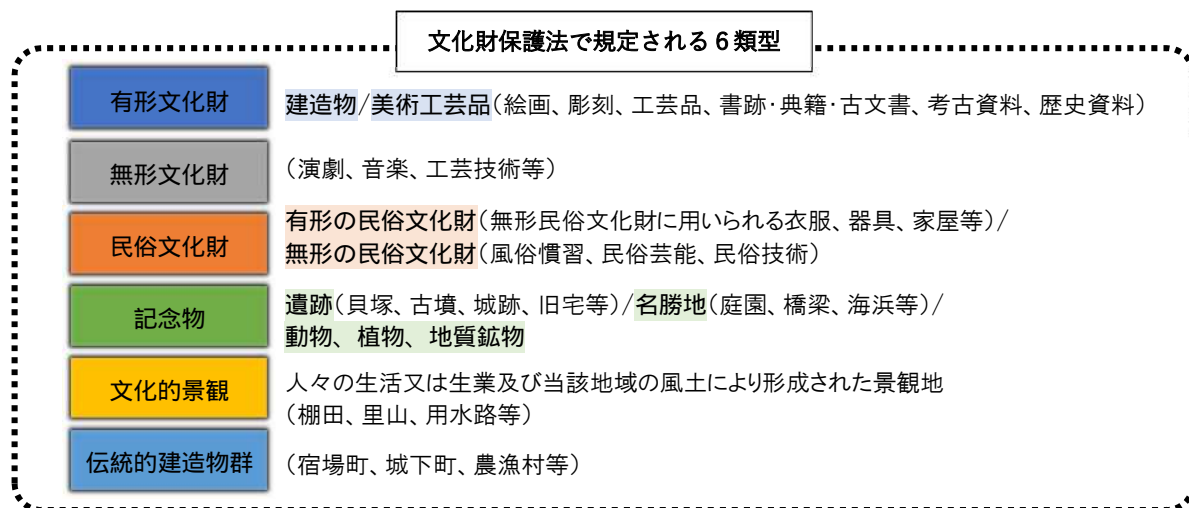 文化財保護法で規定される6類型
有形文化財
建造物/美術工芸品(絵画、彫刻、工芸品、書跡・典籍・古文書、考古資料、歴史資料)
無形文化財
(演劇、音楽、工芸技術等)
民俗文化財
有形の民俗文化財(無形民俗文化財に用いられる衣服、器具、家屋等)/
無形の民俗文化財(風俗慣習、民俗芸能、民俗技術)
記念物
遺跡(貝塚、古墳、城跡、旧宅等)/名勝地(庭園、橋梁、海浜等)/
動物、植物、地質鉱物
文化的景観
人々の生活又は生業及び当該地域の風土により形成された景観地
(棚田、里山、用水路等)
伝統的建造物群
(宿場町、城下町、農漁村等)